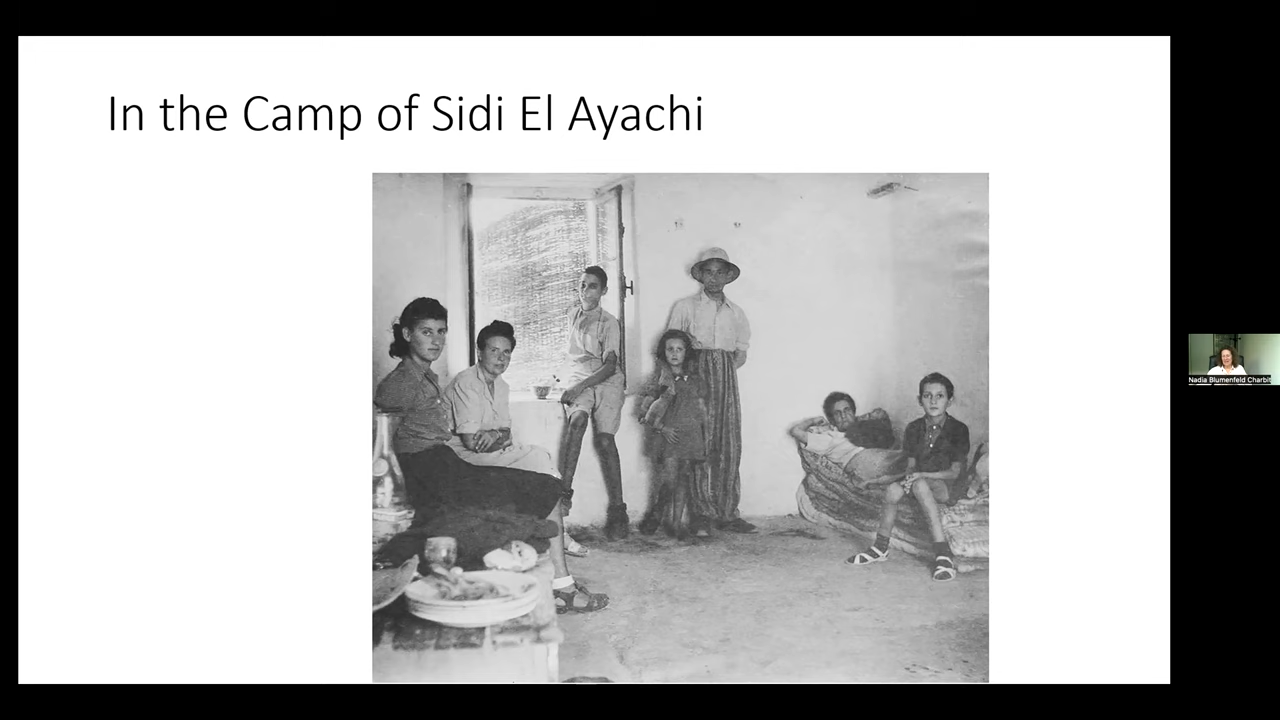 In the Camp of Sidi El Ayachi
Nadia Blumenfeld Charbit